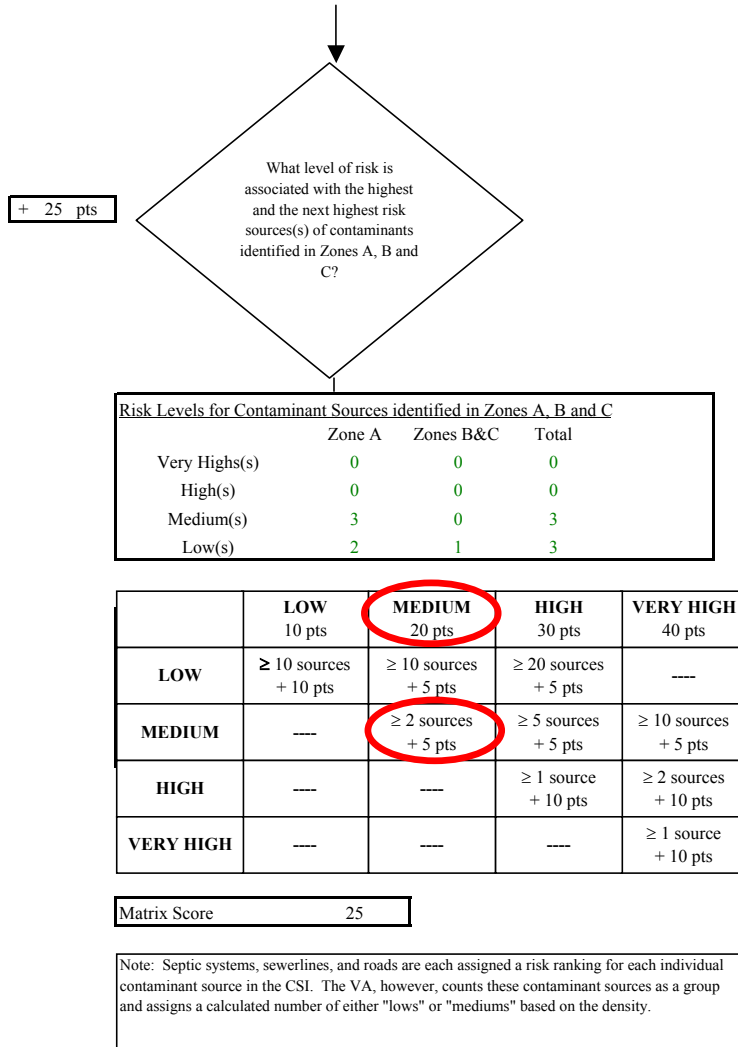 What level of risk is
associated with the highest
and the next highest risk
sources(s) of contaminants
identified in Zones A, B and
C?
+ 25 pts
Risk Levels for Contaminant Sources identified in Zones A, B and C
Zone A Zones B&C Total
Very Highs(s) 0 0 0
High(s) 0 0 0
Medium(s) 3 0 3
Low(s) 2 1 3
LOW MEDIUM HIGH VERY HIGH
10 pts 20 pts 30 pts 40 pts
LOW ≥ 10 sources ≥ 10 sources ≥ 20 sources ----
+ 10 pts + 5 pts + 5 pts
MEDIUM ---- ≥ 2 sources ≥ 5 sources ≥ 10 sources
+ 5 pts + 5 pts + 5 pts
HIGH ---- ---- ≥ 1 source ≥ 2 sources
+ 10 pts + 10 pts
VERY HIGH ---- ---- ---- ≥ 1 source
+ 10 pts
Matrix Score 25
Note: Septic systems, sewerlines, and roads are each assigned a risk ranking for each individual
contaminant source in the CSI. The VA, however, counts these contaminant sources as a group
and assigns a calculated number of either "lows" or "mediums" based on the density.